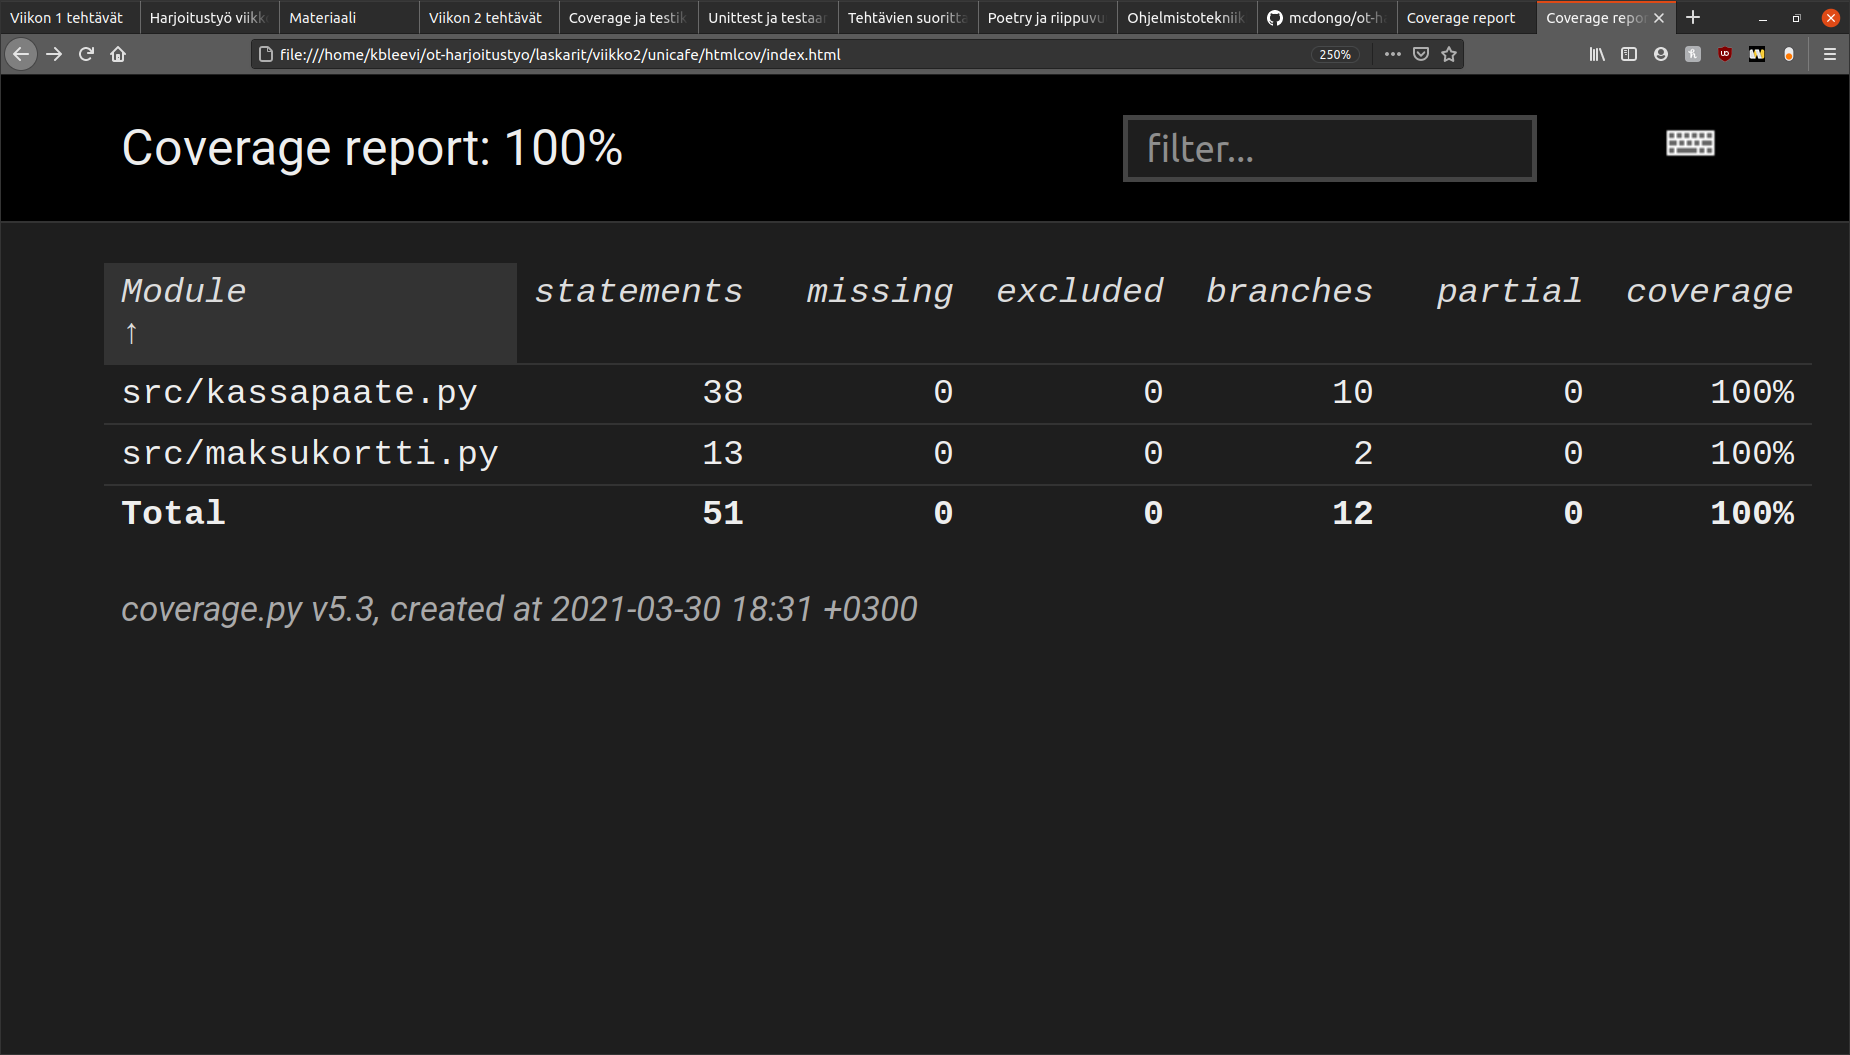 Viikon 1 tehtävät
Harjoitustyö viikk
Materiaali
Viikon 2 tehtävät
Coverage ja testik
Unittest ja testaa
Tehtävien suoritta
Poetry ja riippuvu
Ohjelmistotekniik
mcdongo/ot-h
Coverage report
Coverage repor
file:///home/kbleevi/ot-harjoitustyo/laskarit/viikko2/unicafe/htmlcov/index.html
250%
Coverage report: 100%
filter...
Module ↑ statements missing excluded branches partial coverage
src/kassapaate.py 38 0 0 10 0 100%
src/maksukortti.py 13 0 0 2 0 100%
Total 51 0 0 12 0 100%
coverage.py v5.3, created at 2021-03-30 18:31 +0300